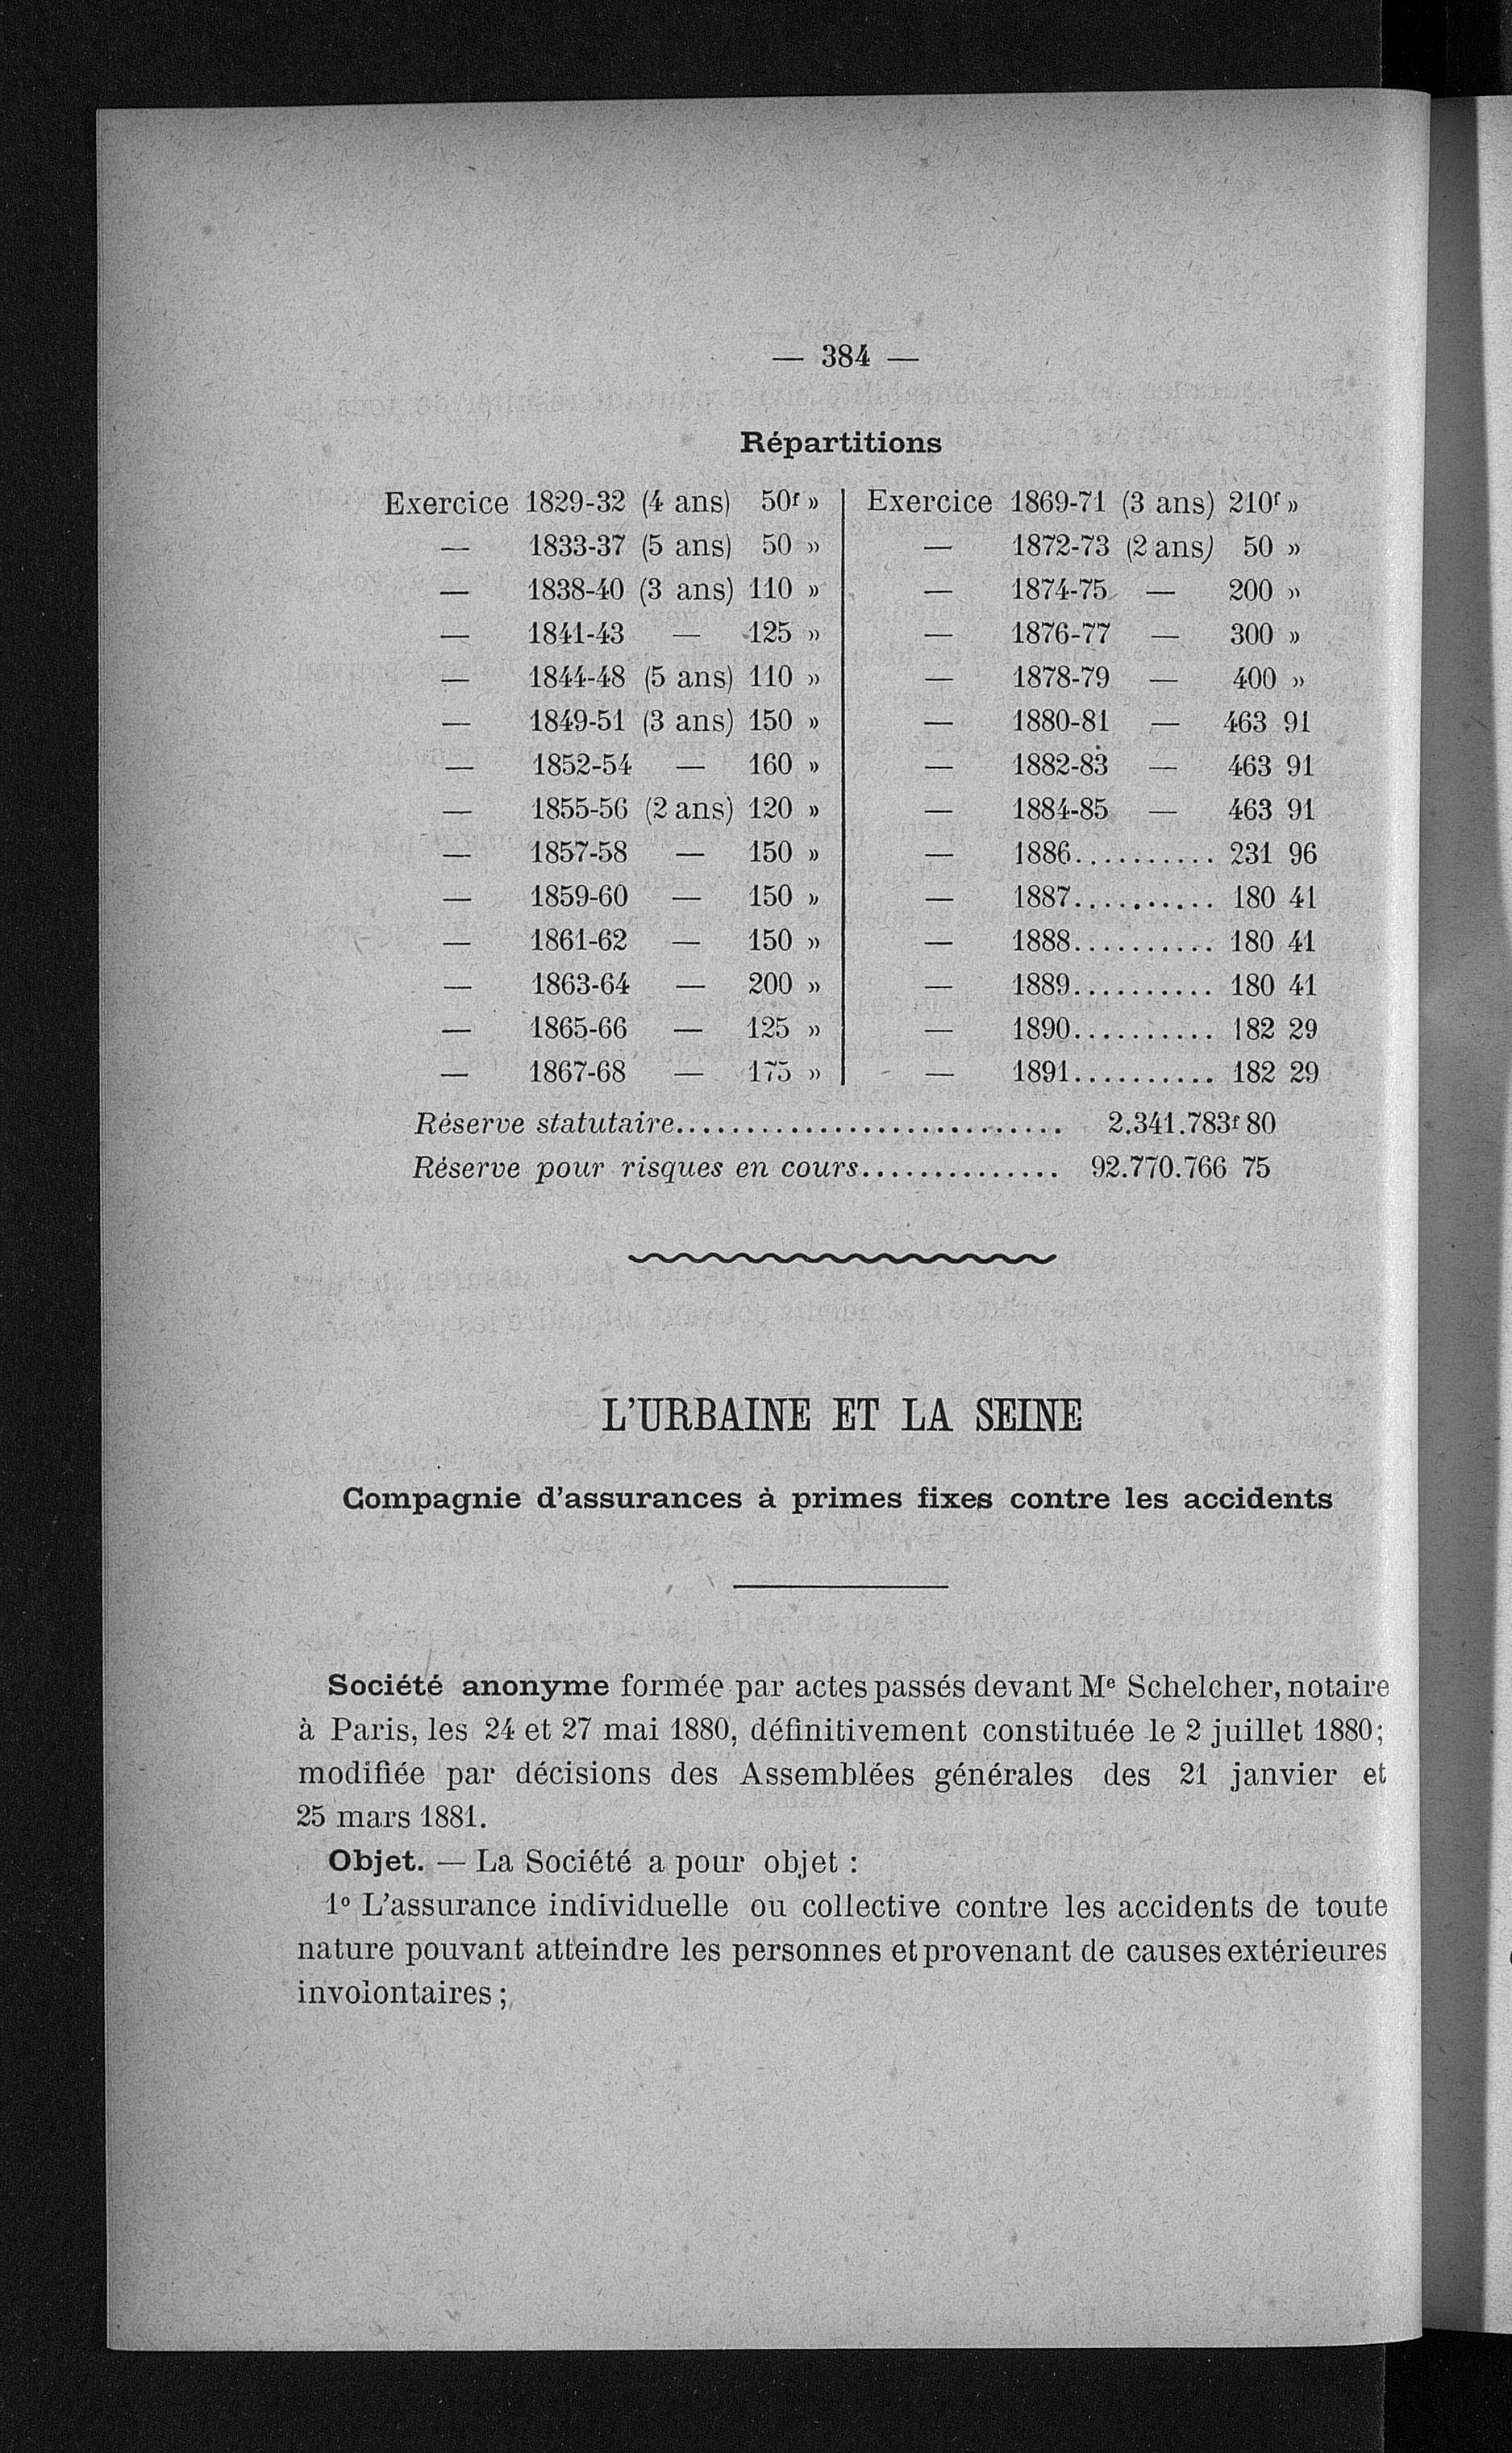 — 384 —
Répartitions
Exercice 1829-32 (4 ans) 50f »
— 1833-37 (5 ans) 50 »
— 1838-40 (3 ans) 110 »
— 1841-43 — 125 »
— 1844-48 (5 ans) 110 »
— 1849-51 (3 ans) 150 »
— 1852-54 — 160 »
— 1855-56 (2 ans) 120 »
— 1857-58 — 150 »
— 1859-60 — 150 »
— 1861-62 — 150 »
— 1863-64 — 200 »
— 1865-66 — 125 »
— 1867-68 — 175 »
Exercice 1869-71 (3 ans) 210f »
— 1872-73 (2 ans) 50 »
— 1874-75 — 200 »
— 1876-77 — 300 »
— 1878-79 — 400 »
— 1880-81 — 463 91
— 1882-83 — 463 91
— 1884-85 — 463 91
— 1886.......... 231 96
— 1887.......... 180 41
— 1888.......... 180 41
— 1889.......... 180 41
— 1890.......... 182 29
— 1891.......... 182 29
Réserve statutaire........................... 2.341.783f 80
Réserve pour risques en cours.............. 92.770.766 75
L'URBAINE ET LA SEINE
Compagnie d'assurances à primes fixes contre les accidents
Société anonyme formée par actes passés devant Me Schelcher, notaire
à Paris, les 24 et 27 mai 1880, définitivement constituée le 2 juillet 1880;
modifiée par décisions des Assemblées générales des 21 janvier et
25 mars 1881.
Objet. — La Société a pour objet :
1o L'assurance individuelle ou collective contre les accidents de toute
nature pouvant atteindre les personnes et provenant de causes extérieures
involontaires ;